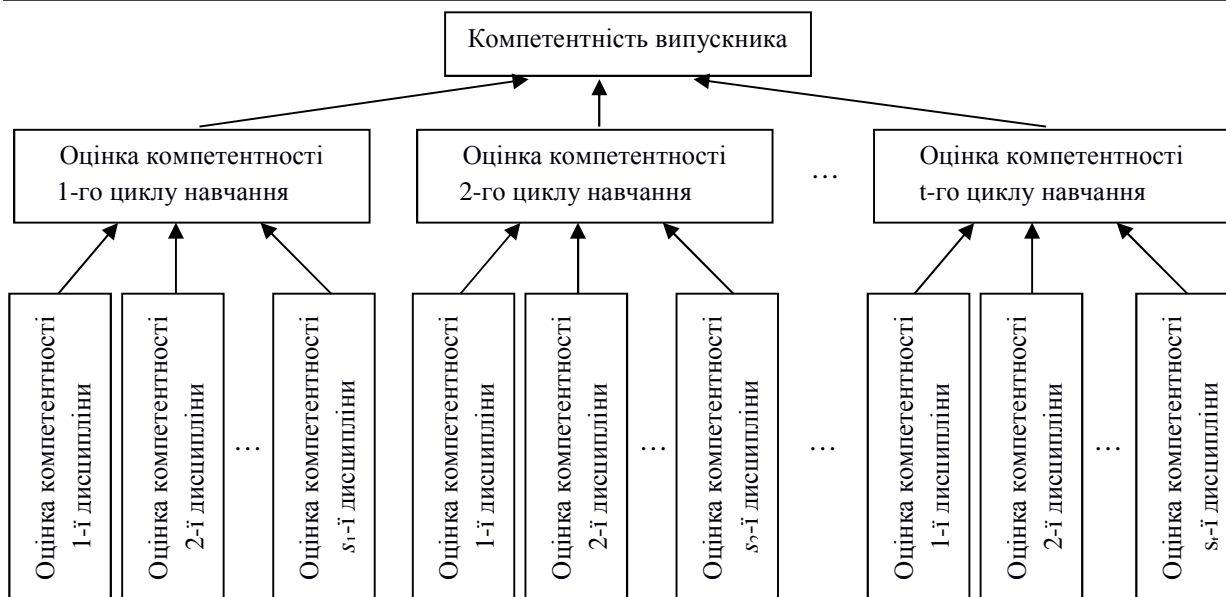 Компетентність випускника
Оцінка компетентності
1-го циклу навчання
Оцінка компетентності
2-го циклу навчання
…
Оцінка компетентності
t-го циклу навчання
Оцінка компетентності
1-ї дисципліни
Оцінка компетентності
2-ї дисципліни
…
Оцінка компетентності
s₁-ї дисципліни
Оцінка компетентності
1-ї дисципліни
Оцінка компетентності
2-ї дисципліни
…
Оцінка компетентності
s₂-ї дисципліни
…
Оцінка компетентності
1-ї дисципліни
Оцінка компетентності
2-ї дисципліни
…
Оцінка компетентності
sₜ-ї дисципліни